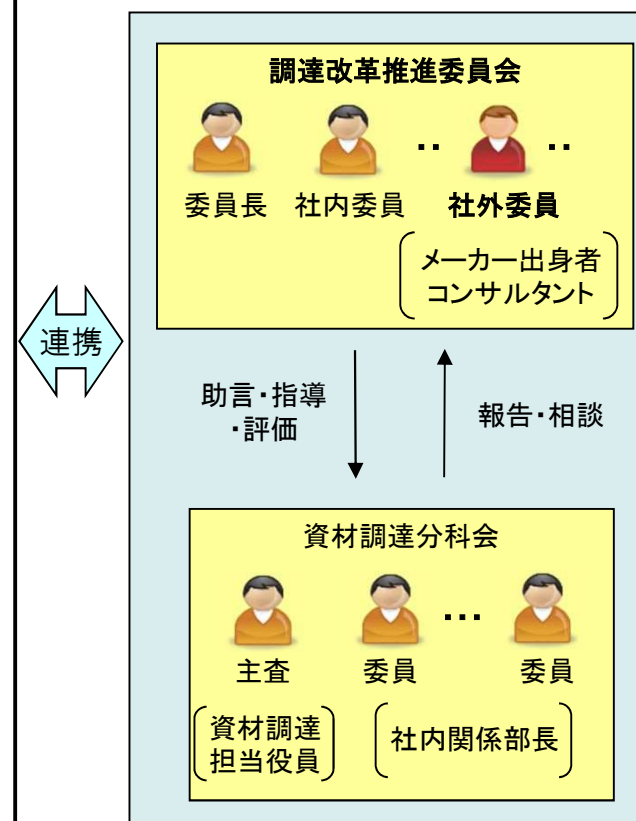 調達改革推進委員会
‥
‥
委員長
社内委員
社外委員
メーカー出身者
コンサルタント
連携
助言・指導
・評価
報告・相談
資材調達分科会
…
主査
委員
委員
資材調達
担当役員
社内関係部長